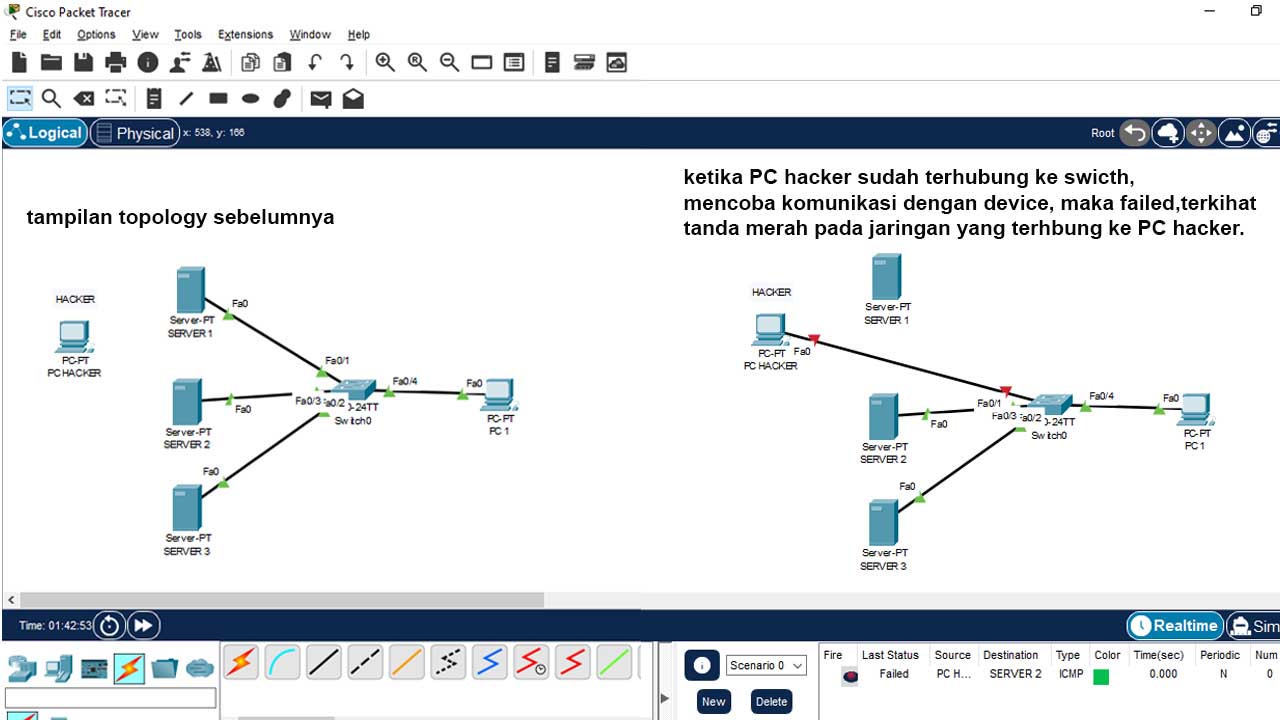 Cisco Packet Tracer
File Edit Options View Tools Extensions Window Help
Logical Physical x: 538, y: 166 Root
tampilan topology sebelumnya
ketika PC hacker sudah terhubung ke swicth,
mencoba komunikasi dengan device, maka failed,terkihat
tanda merah pada jaringan yang terhbung ke PC hacker.
HACKER
PC-PT
PC HACKER
Server-PT
SERVER 1
Fa0
Fa0/1
Server-PT
SERVER 2
Fa0
Fa0/3
Fa0/2
-24TT
Switch0
Fa0/4
Fa0
PC-PT
PC 1
Fa0
Server-PT
SERVER 3
HACKER
PC-PT
PC HACKER
Fa0
Server-PT
SERVER 1
Fa0/1
Server-PT
SERVER 2
Fa0
Fa0/3
Fa0/2
-24TT
Switch0
Fa0/4
Fa0
PC-PT
PC 1
Fa0
Server-PT
SERVER 3
Time: 01:42:53
Realtime Sim
Scenario 0
New Delete
Fire Last Status Source Destination Type Color Time(sec) Periodic Num
Failed PC H... SERVER 2 ICMP 0.000 N 0